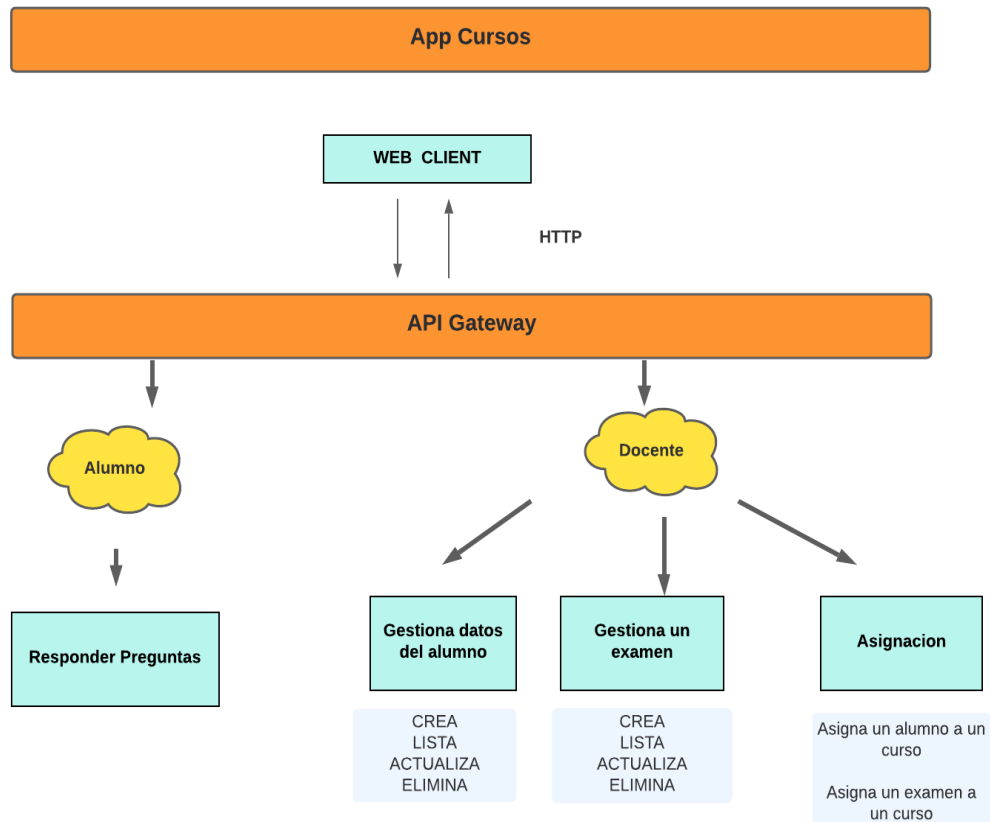 App Cursos
WEB CLIENT
HTTP
API Gateway
Alumno
Docente
Responder Preguntas
Gestiona datos
del alumno
CREA
LISTA
ACTUALIZA
ELIMINA
Gestiona un
examen
CREA
LISTA
ACTUALIZA
ELIMINA
Asignacion
Asigna un alumno a un
curso
Asigna un examen a
un curso